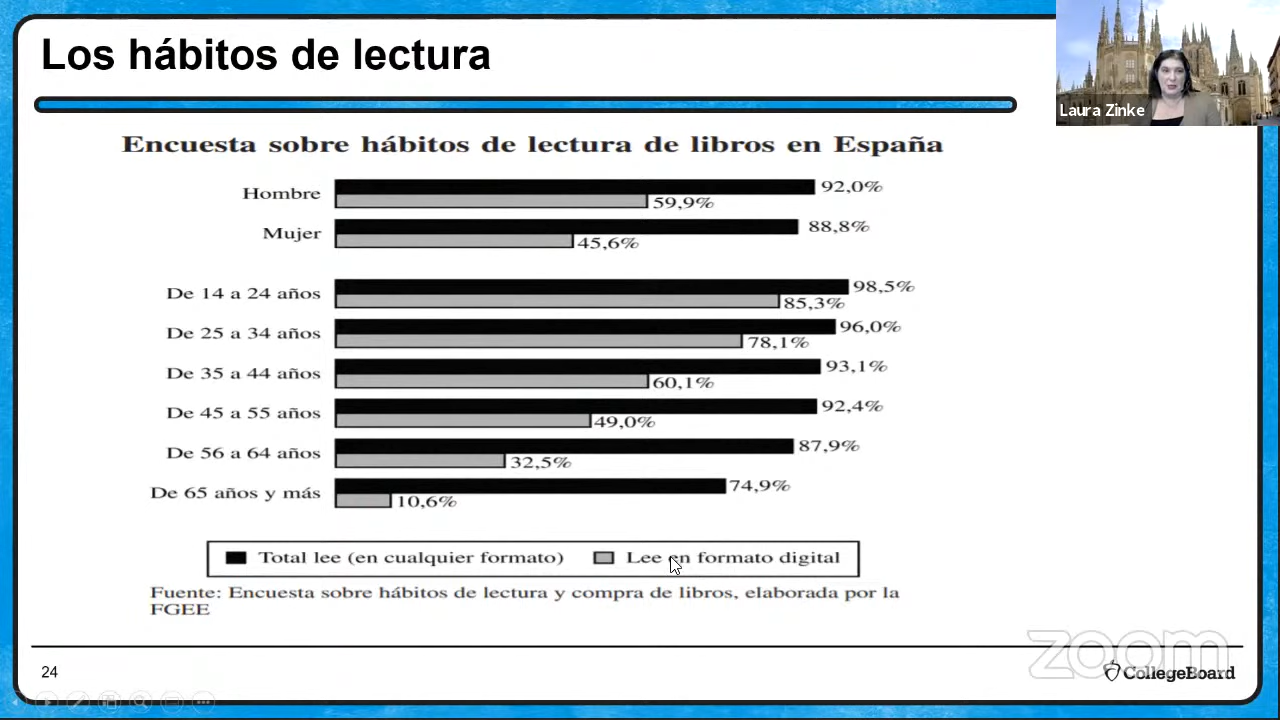 Los hábitos de lectura
Laura Zinke
Encuesta sobre hábitos de lectura de libros en España
Hombre 92,0%
59,9%
Mujer 88,8%
45,6%
De 14 a 24 años 98,5%
85,3%
De 25 a 34 años 96,0%
78,1%
De 35 a 44 años 93,1%
60,1%
De 45 a 55 años 92,4%
49,0%
De 56 a 64 años 87,9%
32,5%
De 65 años y más 74,9%
10,6%
Total lee (en cualquier formato) Lee en formato digital
Fuente: Encuesta sobre hábitos de lectura y compra de libros, elaborada por la
FGEE
zoom
24
CollegeBoard